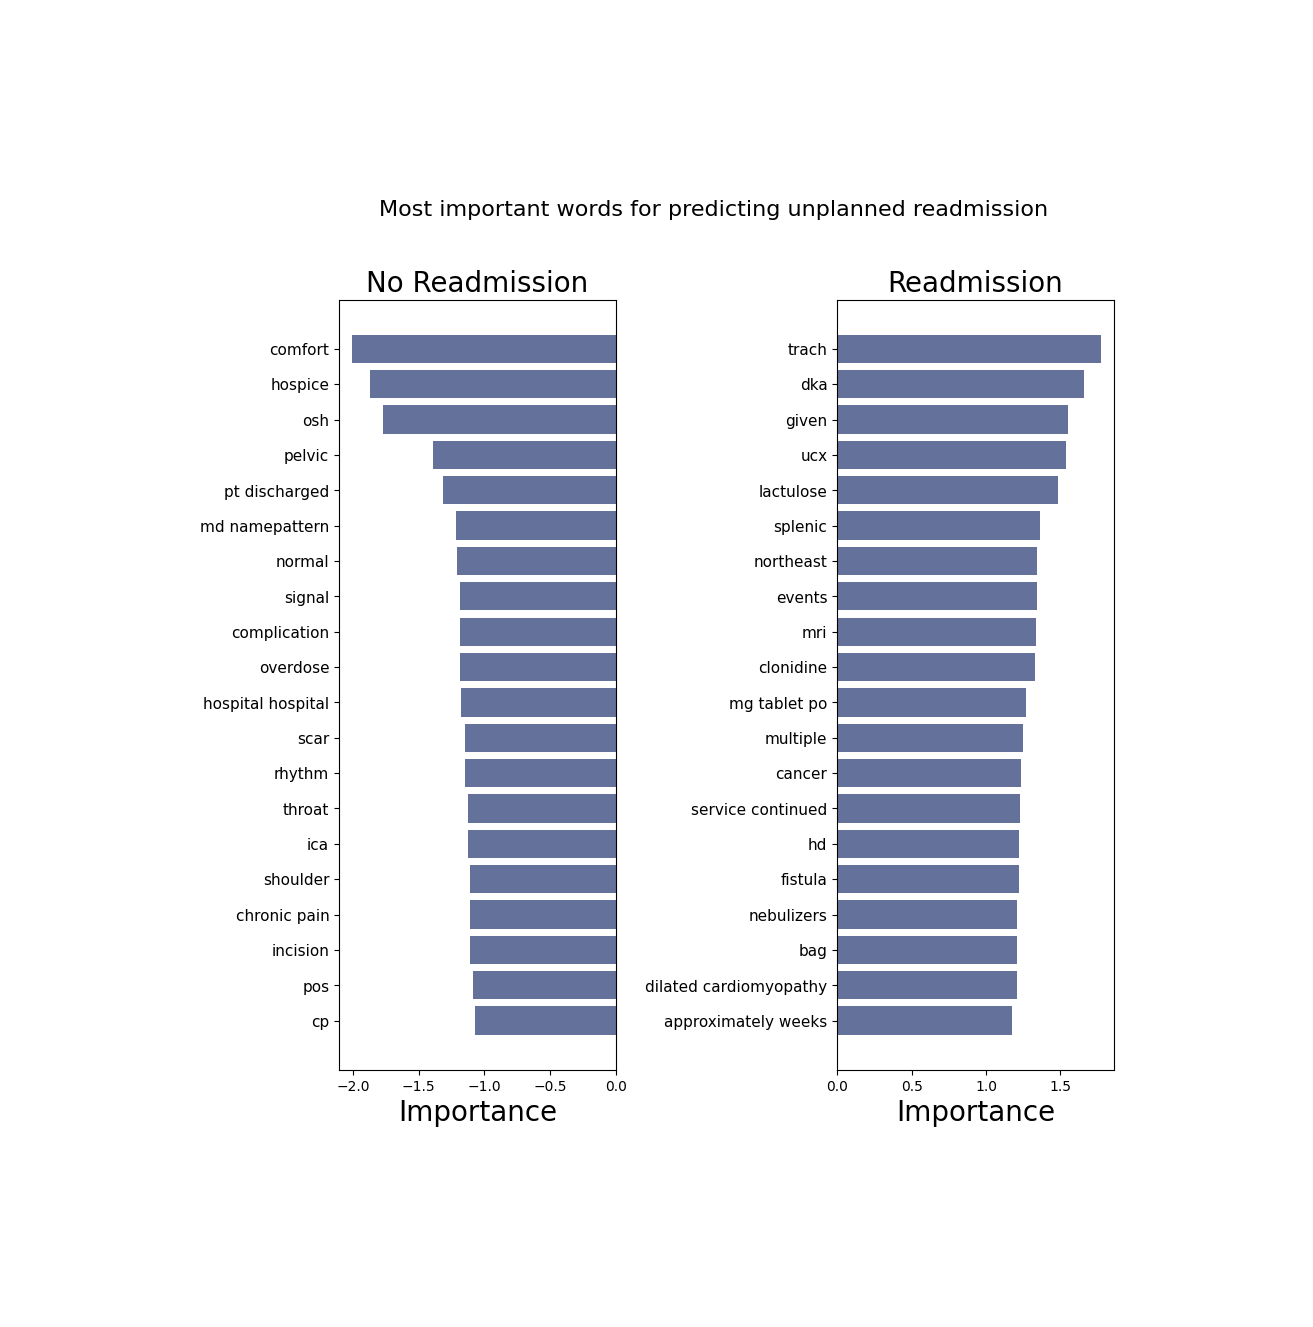 Most important words for predicting unplanned readmission
No Readmission
comfort
hospice
osh
pelvic
pt discharged
md namepattern
normal
signal
complication
overdose
hospital hospital
scar
rhythm
throat
ica
shoulder
chronic pain
incision
pos
cp
−2.0 −1.5 −1.0 −0.5 0.0
Importance
Readmission
trach
dka
given
ucx
lactulose
splenic
northeast
events
mri
clonidine
mg tablet po
multiple
cancer
service continued
hd
fistula
nebulizers
bag
dilated cardiomyopathy
approximately weeks
0.0 0.5 1.0 1.5
Importance